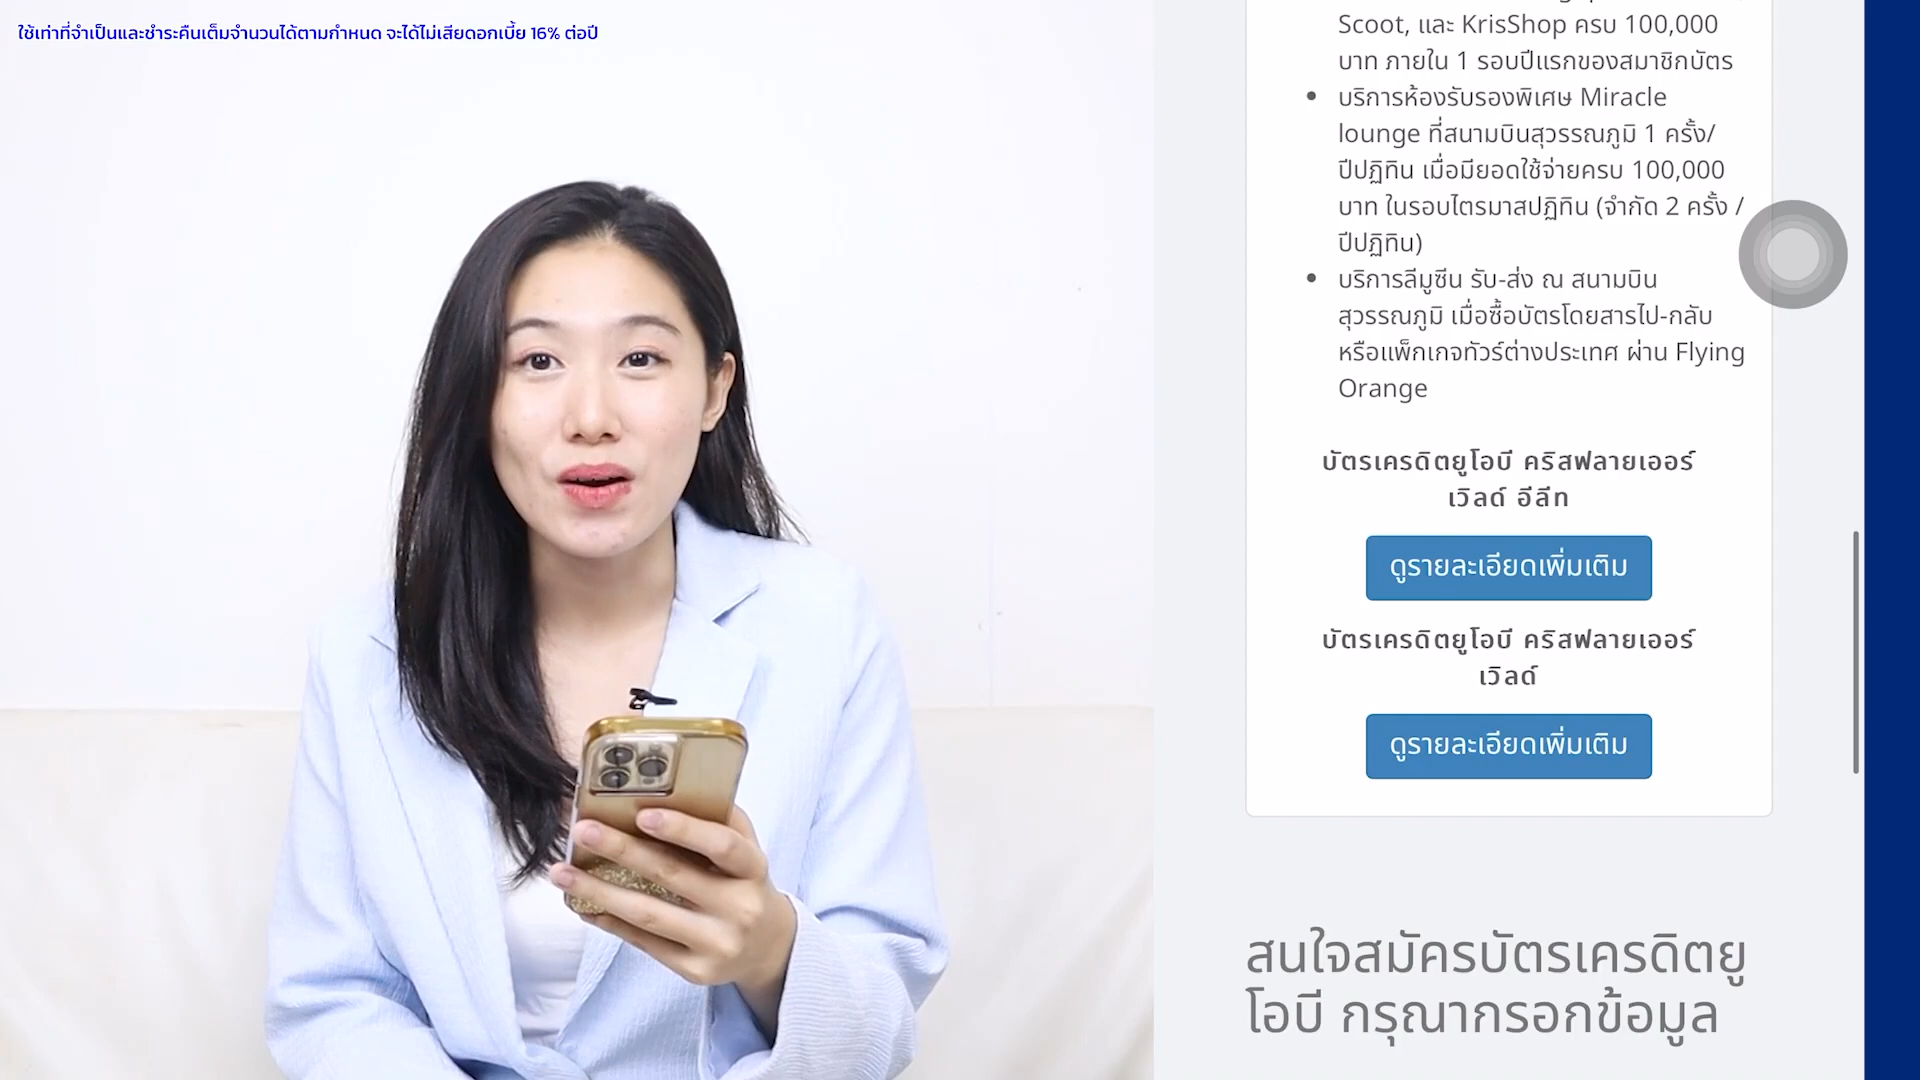 ใช้เท่าที่จำเป็นและชำระคืนเต็มจำนวนได้ตามกำหนด จะได้ไม่เสียดอกเบี้ย 16% ต่อปี
Scoot, และ KrisShop ครบ 100,000
บาท ภายใน 1 รอบปีแรกของสมาชิกบัตร
• บริการห้องรับรองพิเศษ Miracle
lounge ที่สนามบินสุวรรณภูมิ 1 ครั้ง/
ปีปฏิทิน เมื่อมียอดใช้จ่ายครบ 100,000
บาท ในรอบไตรมาสปฏิทิน (จำกัด 2 ครั้ง /
ปีปฏิทิน)
• บริการลีมูซีน รับ-ส่ง ณ สนามบิน
สุวรรณภูมิ เมื่อซื้อบัตรโดยสารไป-กลับ
หรือแพ็กเกจทัวร์ต่างประเทศ ผ่าน Flying
Orange
บัตรเครดิตยูโอบี คริสฟลายเออร์
เวิลด์ อีลีท
ดูรายละเอียดเพิ่มเติม
บัตรเครดิตยูโอบี คริสฟลายเออร์
เวิลด์
ดูรายละเอียดเพิ่มเติม
สนใจสมัครบัตรเครดิตยู
โอบี กรุณากรอกข้อมูล